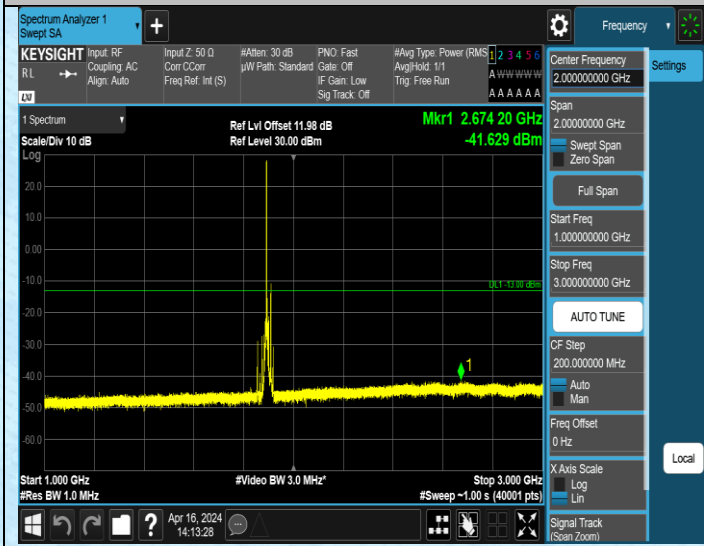 Spectrum Analyzer 1
Swept SA
Frequency
KEYSIGHT
RL
LXI
Input: RF
Coupling: AC
Align: Auto
Input Z: 50 Ω
Corr CCorr
Freq Ref: Int (S)
#Atten: 30 dB
µW Path: Standard
PNO: Fast
Gate: Off
IF Gain: Low
Sig Track: Off
#Avg Type: Power (RMS
Avg|Hold: 1/1
Trig: Free Run
1 2 3 4 5 6
A W W W W W
A A A A A A
1 Spectrum
Scale/Div 10 dB
Log
Ref Lvl Offset 11.98 dB
Ref Level 30.00 dBm
Mkr1 2.674 20 GHz
-41.629 dBm
20.0
10.0
0.00
-10.0
DL1 -13.00 dBm
-20.0
-30.0
-40.0
1
-50.0
-60.0
Start 1.000 GHz
#Res BW 1.0 MHz
#Video BW 3.0 MHz*
Stop 3.000 GHz
#Sweep ~1.00 s (40001 pts)
?
Apr 16, 2024
14:13:28
Center Frequency
2.000000000 GHz
Settings
Span
2.00000000 GHz
Swept Span
Zero Span
Full Span
Start Freq
1.000000000 GHz
Stop Freq
3.000000000 GHz
AUTO TUNE
CF Step
200.000000 MHz
Auto
Man
Freq Offset
0 Hz
X Axis Scale
Log
Lin
Local
Signal Track
(Span Zoom)